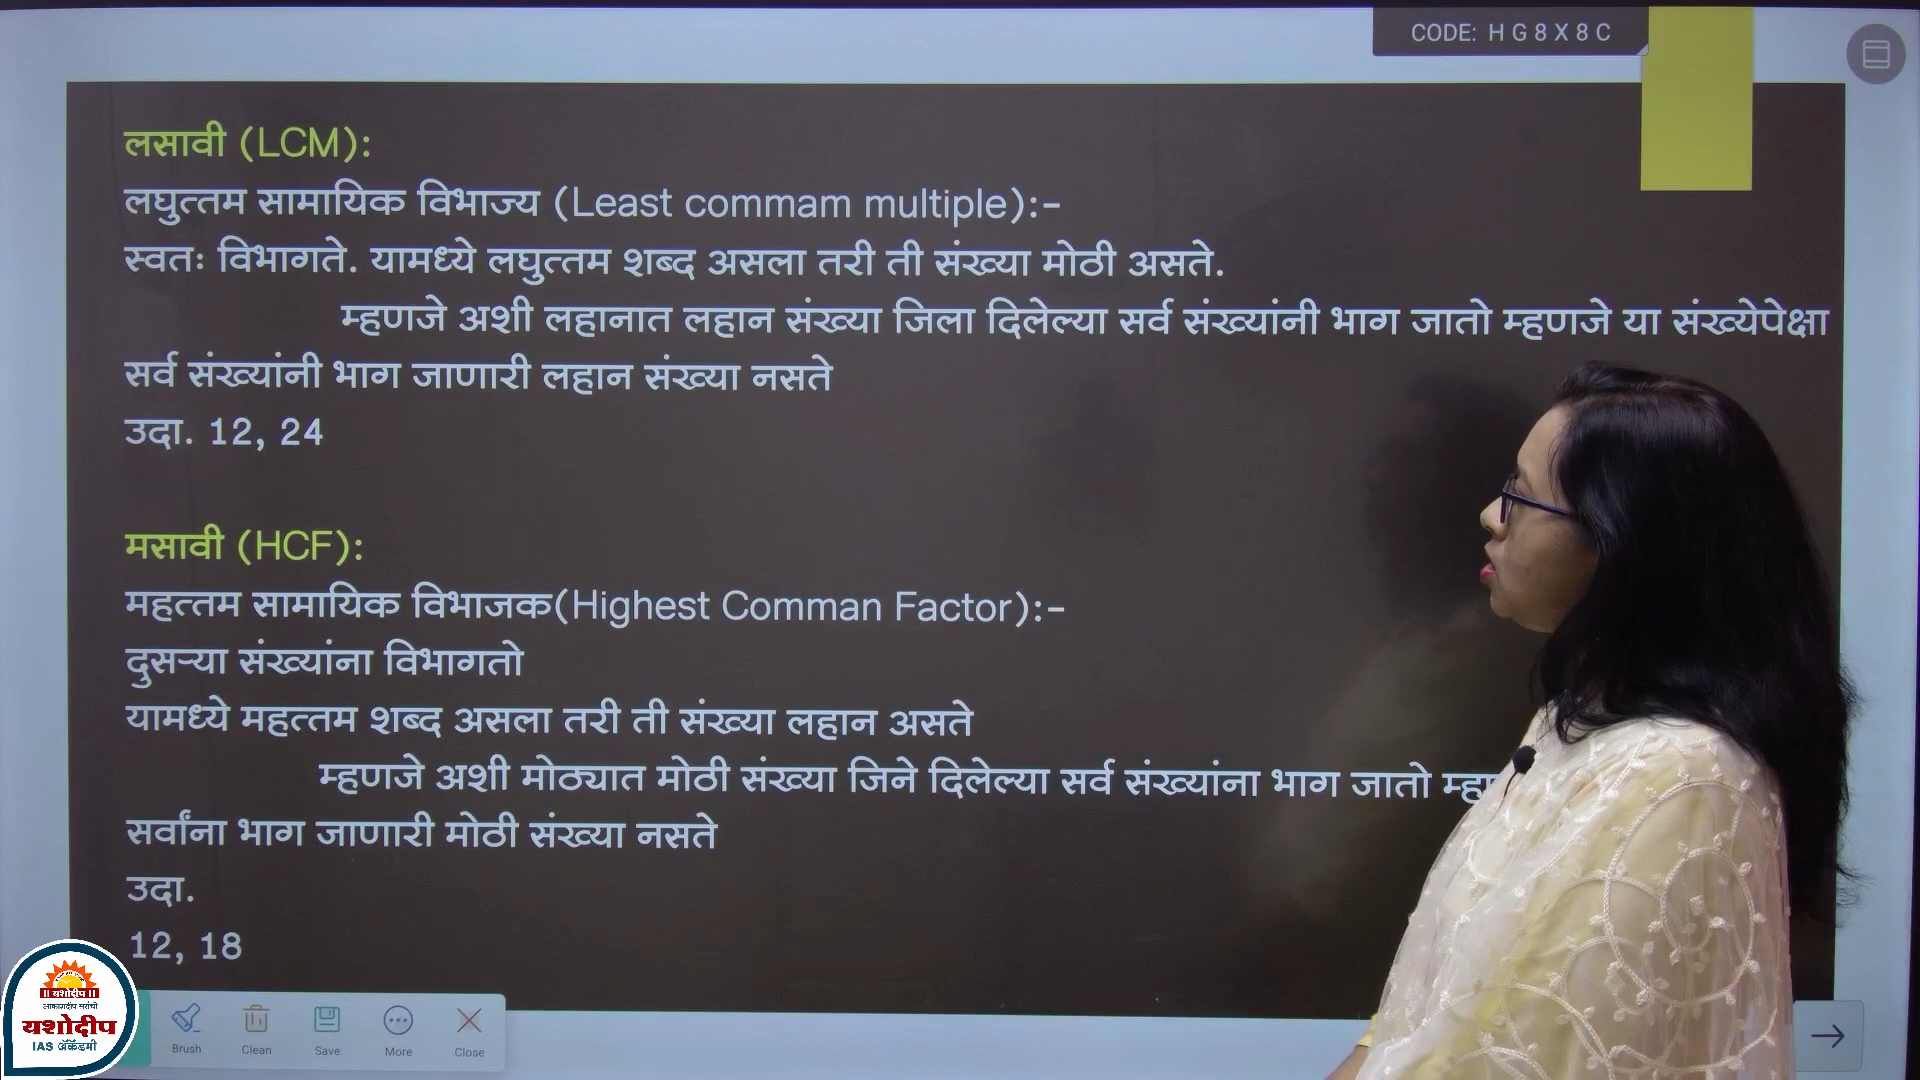 CODE: H G 8 X 8 C
लसावी (LCM):
लघुत्तम सामायिक विभाज्य (Least commam multiple):-
स्वतः विभागते. यामध्ये लघुत्तम शब्द असला तरी ती संख्या मोठी असते.
म्हणजे अशी लहानात लहान संख्या जिला दिलेल्या सर्व संख्यांनी भाग जातो म्हणजे या संख्येपेक्षा
सर्व संख्यांनी भाग जाणारी लहान संख्या नसते
उदा. 12, 24
मसावी (HCF):
महत्तम सामायिक विभाजक(Highest Comman Factor):-
दुसऱ्या संख्यांना विभागतो
यामध्ये महत्तम शब्द असला तरी ती संख्या लहान असते
म्हणजे अशी मोठ्यात मोठी संख्या जिने दिलेल्या सर्व संख्यांना भाग जातो
सर्वांना भाग जाणारी मोठी संख्या नसते
उदा.
12, 18
॥ यशोदीप ॥
यशोदीप
IAS ॲकॅडमी
Brush Clean Save More Close